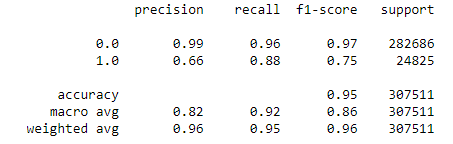 precision recall f1-score support
0.0 0.99 0.96 0.97 282686
1.0 0.66 0.88 0.75 24825
accuracy 0.95 307511
macro avg 0.82 0.92 0.86 307511
weighted avg 0.96 0.95 0.96 307511